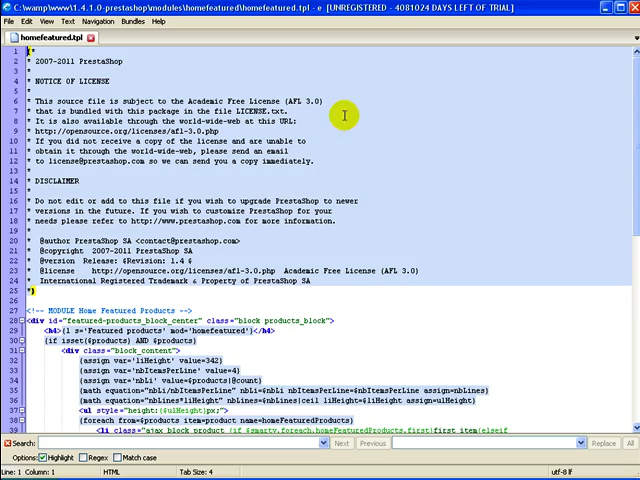 C:\wamp\www\1.4.1.0-prestashop\modules\homefeatured\homefeatured.tpl - e [UNREGISTERED - 4081024 DAYS LEFT OF TRIAL]
File Edit View Text Navigation Bundles Help
homefeatured.tpl
1 {*
2 * 2007-2011 PrestaShop
3 *
4 * NOTICE OF LICENSE
5 *
6 * This source file is subject to the Academic Free License (AFL 3.0)
7 * that is bundled with this package in the file LICENSE.txt.
8 * It is also available through the world-wide-web at this URL:
9 * http://opensource.org/licenses/afl-3.0.php
10 * If you did not receive a copy of the license and are unable to
11 * obtain it through the world-wide-web, please send an email
12 * to license@prestashop.com so we can send you a copy immediately.
13 *
14 * DISCLAIMER
15 *
16 * Do not edit or add to this file if you wish to upgrade PrestaShop to newer
17 * versions in the future. If you wish to customize PrestaShop for your
18 * needs please refer to http://www.prestashop.com for more information.
19 *
20 * @author PrestaShop SA <contact@prestashop.com>
21 * @copyright 2007-2011 PrestaShop SA
22 * @version Release: $Revision: 1.4 $
23 * @license http://opensource.org/licenses/afl-3.0.php Academic Free License (AFL 3.0)
24 * International Registered Trademark & Property of PrestaShop SA
25 *}
26
27 <!-- MODULE Home Featured Products -->
28 <div id="featured-products_block_center" class="block products_block">
29 <h4>{l s='Featured products' mod='homefeatured'}</h4>
30 {if isset($products) AND $products}
31 <div class="block_content">
32 {assign var='liHeight' value=342}
33 {assign var='nbItemsPerLine' value=4}
34 {assign var='nbLi' value=$products|@count}
35 {math equation="nbLi/nbItemsPerLine" nbLi=$nbLi nbItemsPerLine=$nbItemsPerLine assign=nbLines}
36 {math equation="nbLines*liHeight" nbLines=$nbLines|ceil liHeight=$liHeight assign=ulHeight}
37 <ul style="height:{$ulHeight}px;">
38 {foreach from=$products item=product name=homeFeaturedProducts}
39 <li class="ajax_block_product {if $smarty.foreach.homeFeaturedProducts.first}first_item{elseif
Search: Next Previous Replace All
Options: Highlight Regex Match case
Line: 1 Column: 1 HTML Tab Size: 4 utf-8 lf